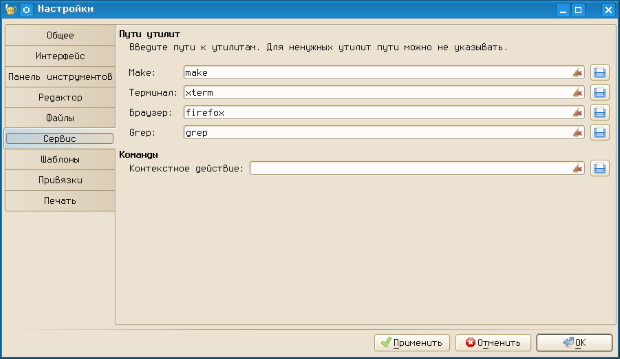 Настройки
Общее
Интерфейс
Панель инструментов
Редактор
Файлы
Сервис
Шаблоны
Привязки
Печать
Пути утилит
Введите пути к утилитам. Для ненужных утилит пути можно не указывать.
Make: make
Терминал: xterm
Браузер: firefox
Grep: grep
Команды
Контекстное действие:
Применить Отменить OK